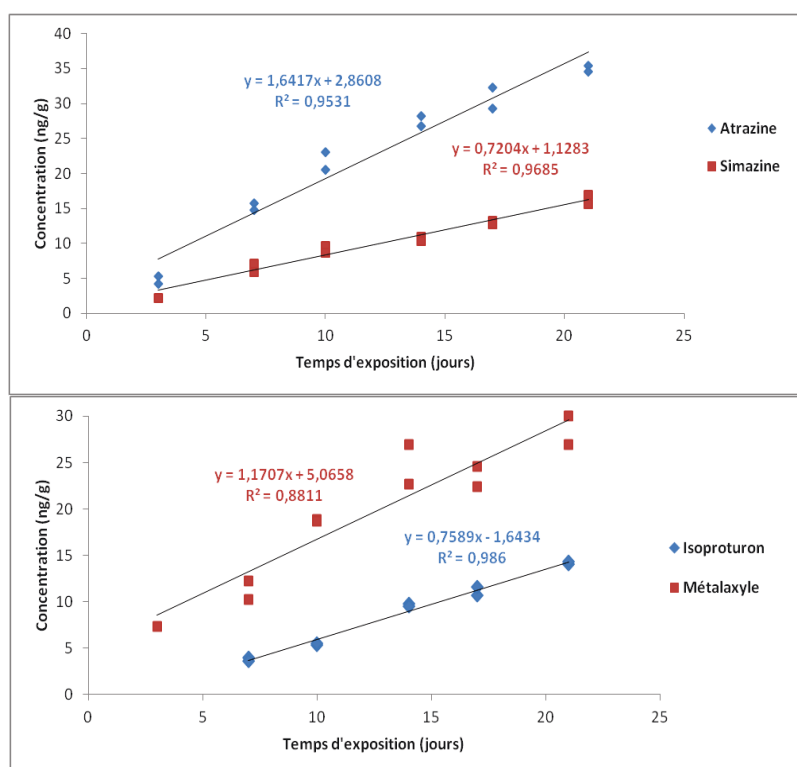 40
35
30
25
20
15
10
5
0
Concentration (ng/g)
y = 1,6417x + 2,8608
R² = 0,9531
y = 0,7204x + 1,1283
R² = 0,9685
Atrazine
Simazine
0 5 10 15 20 25
Temps d'exposition (jours)
30
25
20
15
10
5
0
Concentration (ng/g)
y = 1,1707x + 5,0658
R² = 0,8811
y = 0,7589x - 1,6434
R² = 0,986
Isoproturon
Métalaxyle
0 5 10 15 20 25
Temps d'exposition (jours)